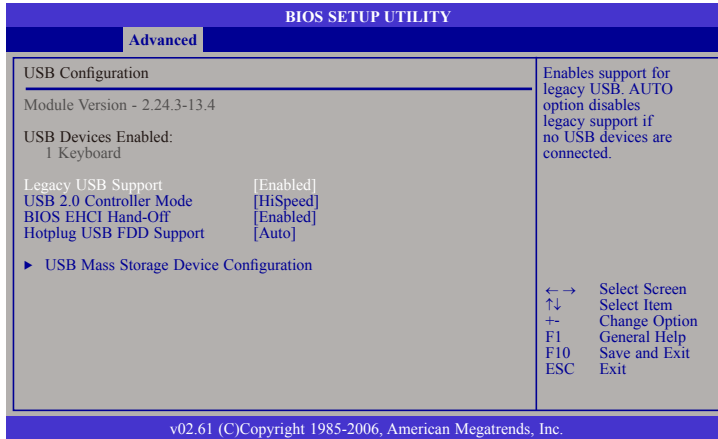 BIOS SETUP UTILITY
Advanced
USB Configuration
Module Version - 2.24.3-13.4
USB Devices Enabled:
1 Keyboard
Legacy USB Support [Enabled]
USB 2.0 Controller Mode [HiSpeed]
BIOS EHCI Hand-Off [Enabled]
Hotplug USB FDD Support [Auto]
► USB Mass Storage Device Configuration
Enables support for
legacy USB. AUTO
option disables
legacy support if
no USB devices are
connected.
←→ Select Screen
↑↓ Select Item
+- Change Option
F1 General Help
F10 Save and Exit
ESC Exit
v02.61 (C)Copyright 1985-2006, American Megatrends, Inc.